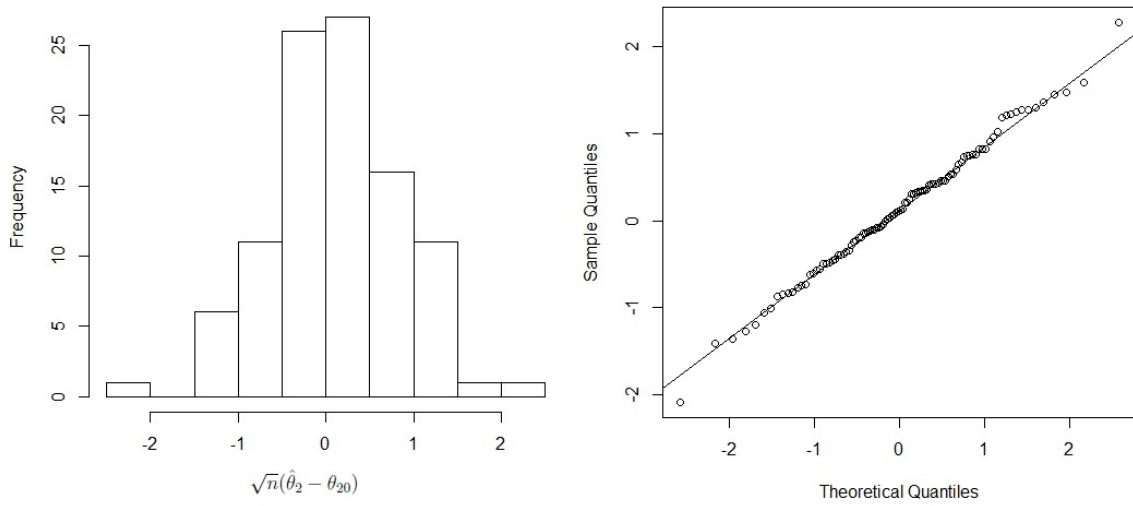 25
20
15
10
5
0
Frequency
-2 -1 0 1 2
√n(θ̂₂ − θ₂₀)
2
1
0
-1
-2
Sample Quantiles
-2 -1 0 1 2
Theoretical Quantiles